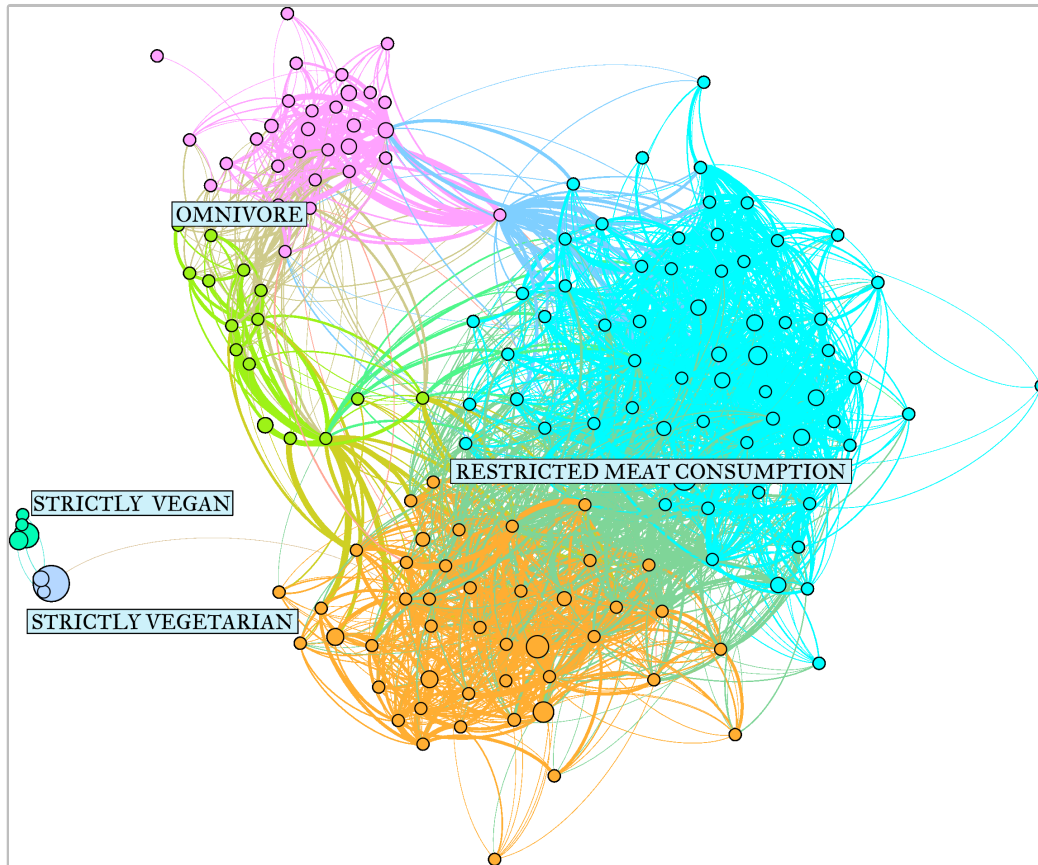 OMNIVORE
RESTRICTED MEAT CONSUMPTION
STRICTLY VEGAN
STRICTLY VEGETARIAN